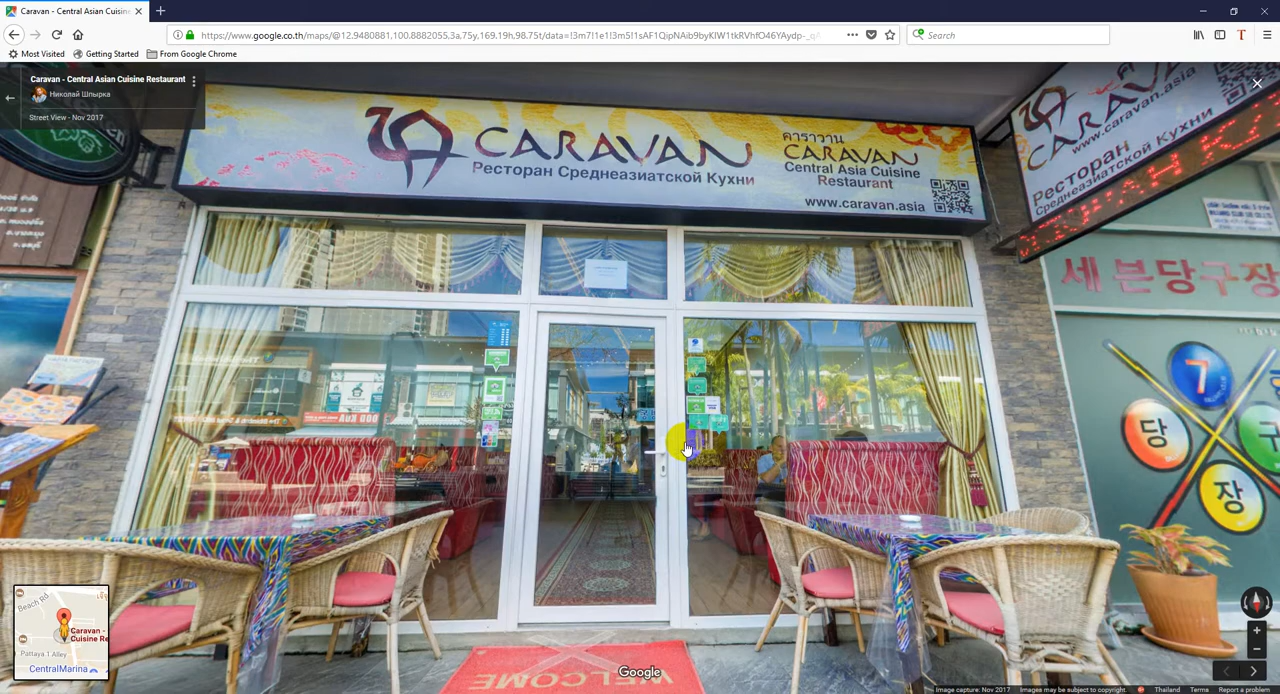 Caravan - Central Asian Cuisine
https://www.google.co.th/maps/@12.9480881,100.8882055,3a,75y,169.19h,98.75t/data=!3m7!1e1!3m5!1sAF1QipNAib9byKIW1tkRVhfO46YAydp-_
Search
Most Visited
Getting Started
From Google Chrome
Caravan - Central Asian Cuisine Restaurant
Николай Шпырка
Street View - Nov 2017
CARAVAN
Ресторан Среднеазиатской Кухни
คาราวาน
CARAVAN
Central Asia Cuisine
Restaurant
www.caravan.asia
CARAVAN
www.caravan.asia
Ресторан
Среднеазиатской Кухни
세븐당구장
7
당
구
장
WELCOME
Beach Rd
Caravan -
Cuisine Re
Pattaya 1 Alley
CentralMarina
Google
Image capture: Nov 2017
Images may be subject to copyright.
Thailand
Terms
Report a problem